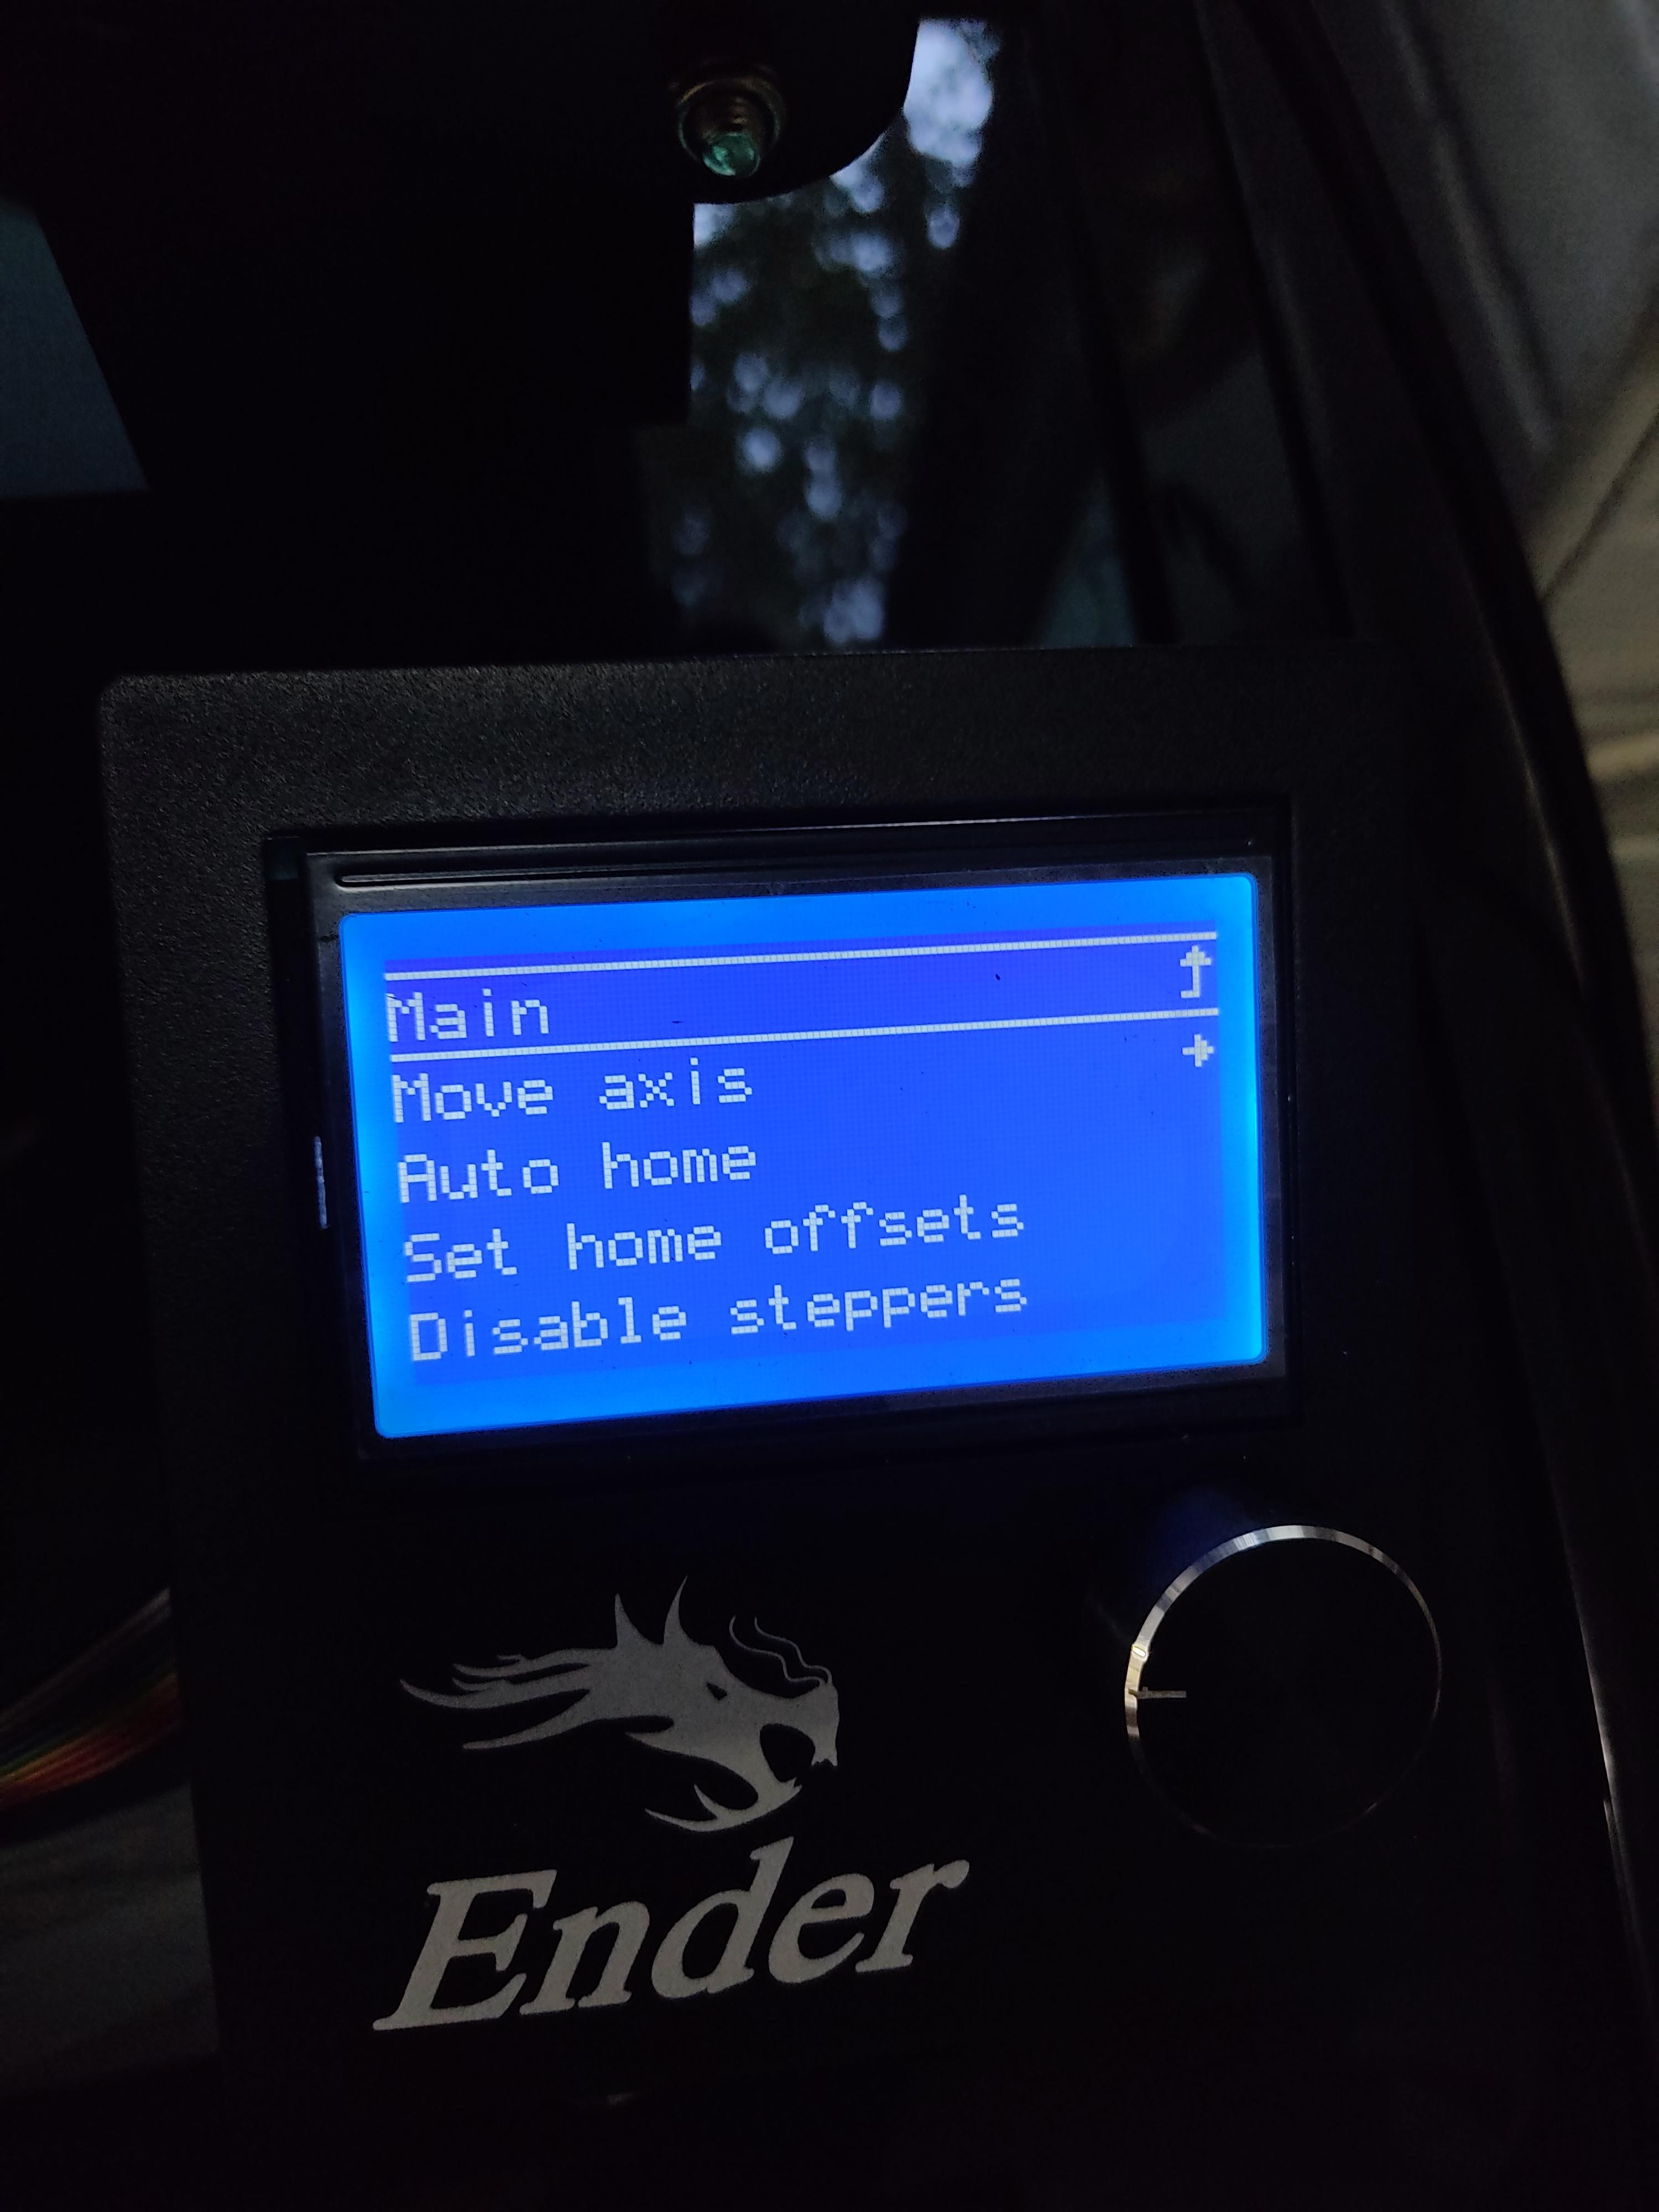 Main
Move axis
Auto home
Set home offsets
Disable steppers
Ender